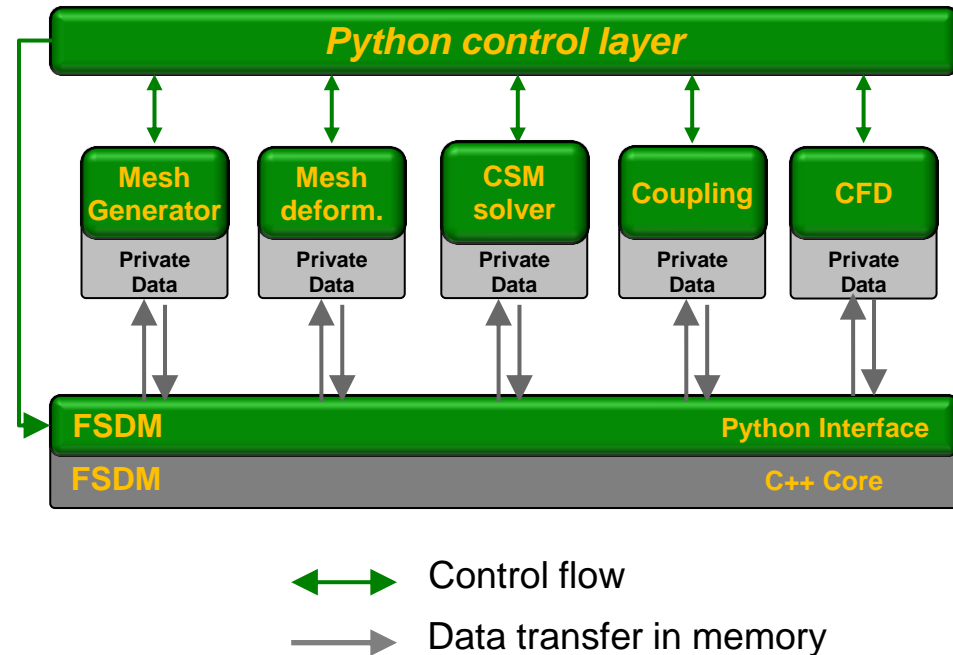 Python control layer
Mesh
Generator
Mesh
deform.
CSM
solver
Coupling
CFD
Private
Data
Private
Data
Private
Data
Private
Data
Private
Data
FSDM Python Interface
FSDM C++ Core
Control flow
Data transfer in memory